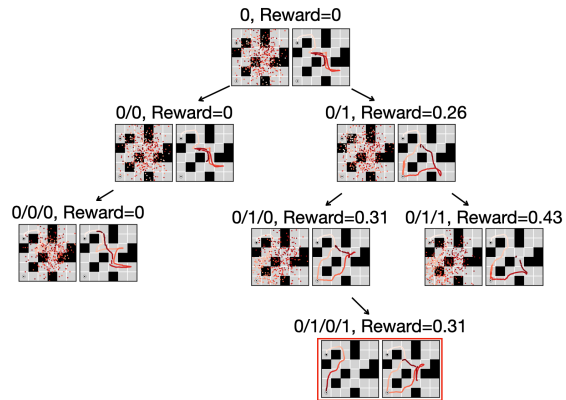 0, Reward=0
0/0, Reward=0
0/1, Reward=0.26
0/0/0, Reward=0
0/1/0, Reward=0.31
0/1/1, Reward=0.43
0/1/0/1, Reward=0.31